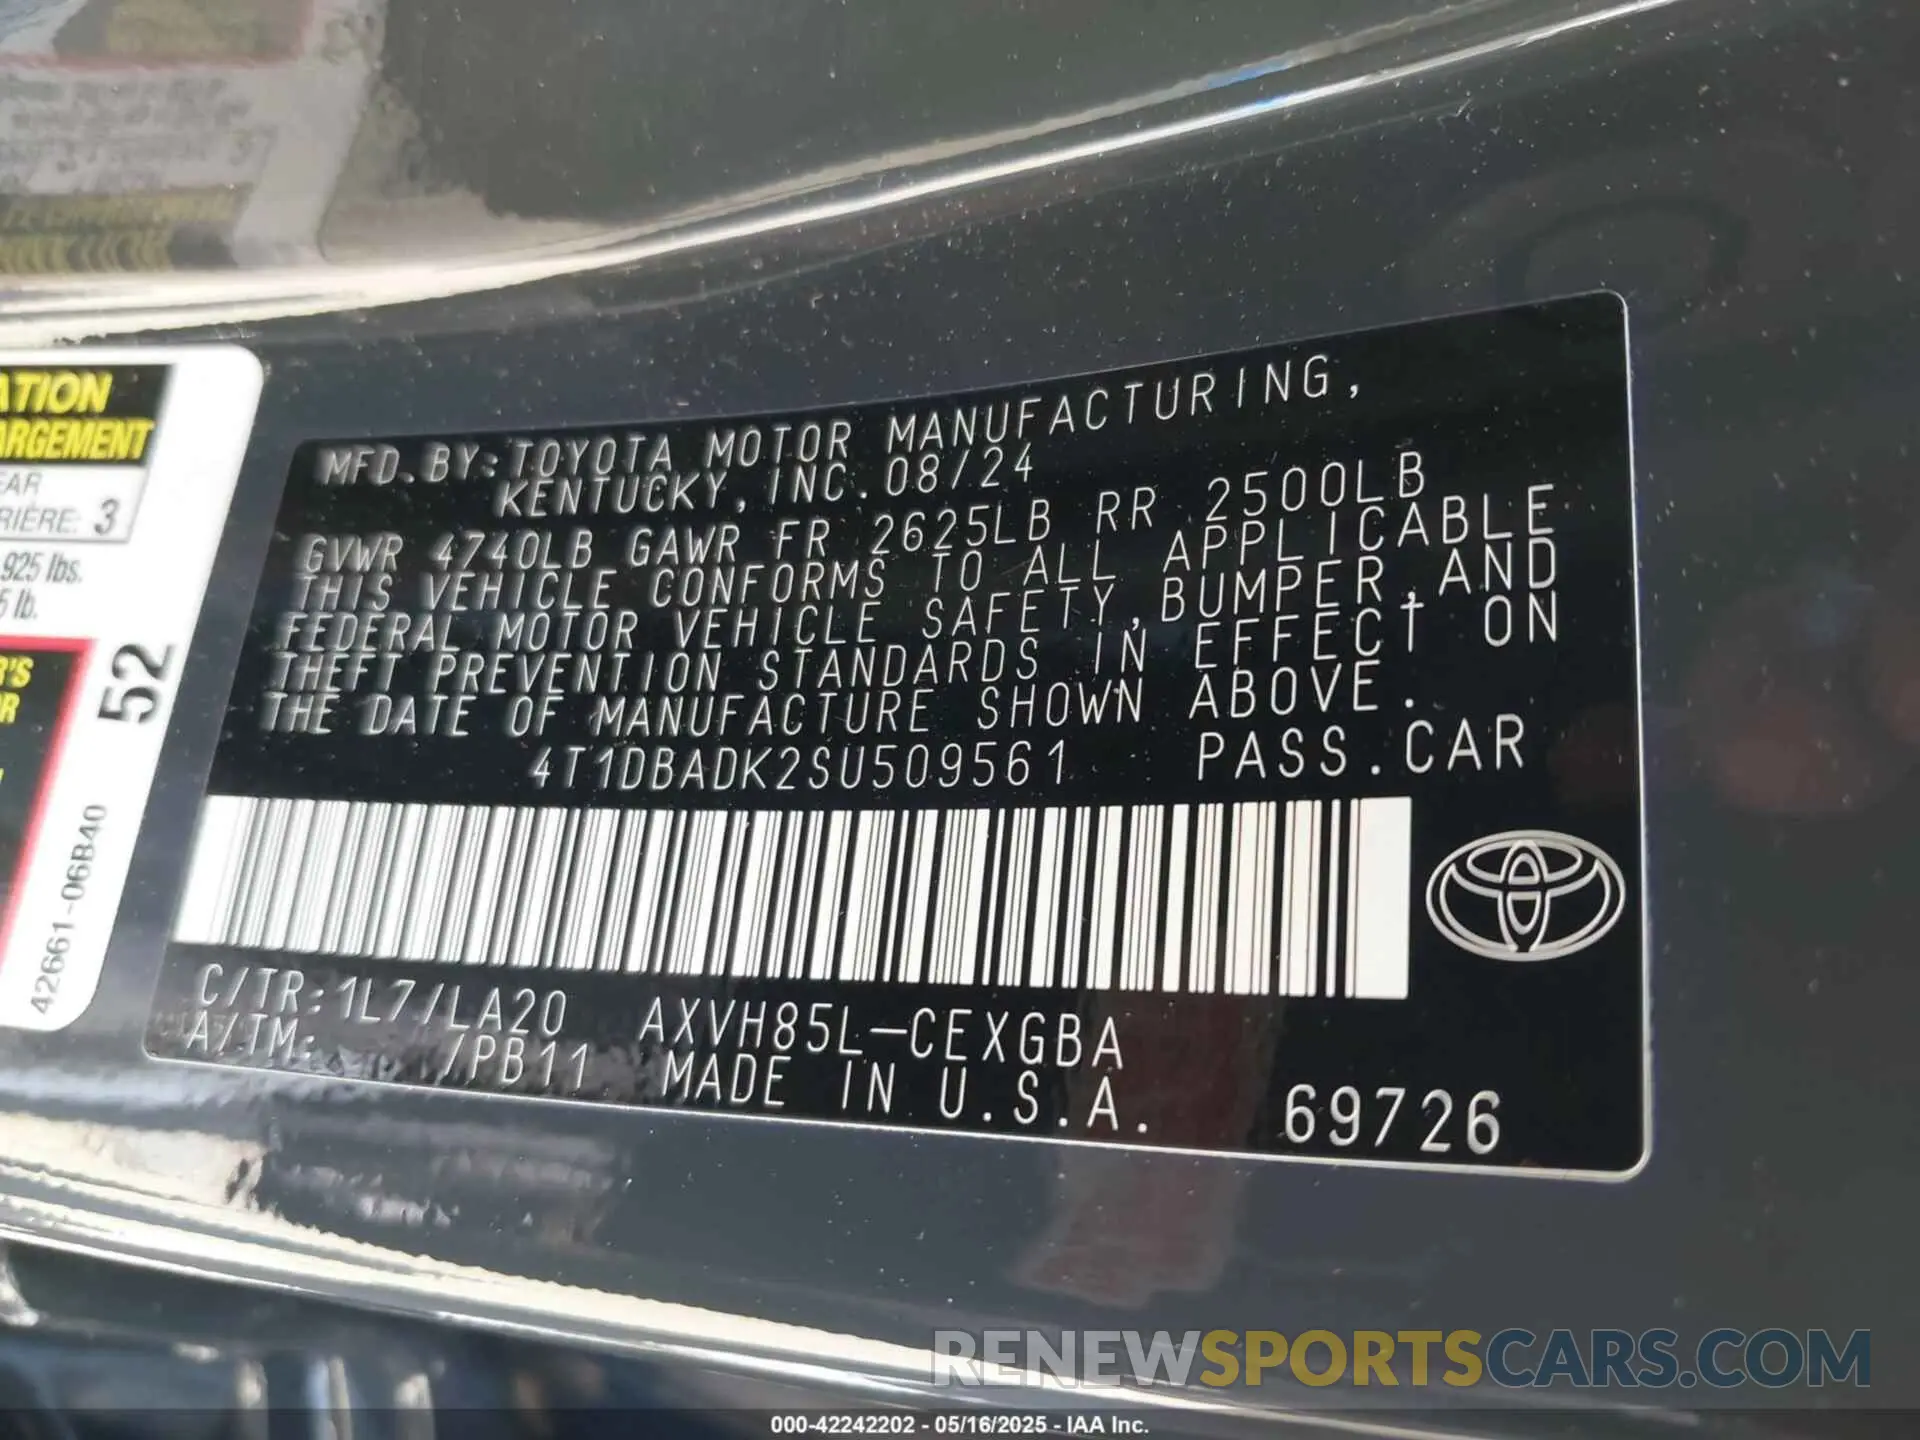 ATION
ARGEMENT
EAR
RIÈRE: 3
925 lbs.
5 lb.
R'S
OR
52
42661-06B40
MFD.BY:TOYOTA MOTOR MANUFACTURING,
KENTUCKY, INC.08/24
GVWR 4740LB GAWR FR 2625LB RR 2500LB
THIS VEHICLE CONFORMS TO ALL APPLICABLE
FEDERAL MOTOR VEHICLE SAFETY,BUMPER,AND
THEFT PREVENTION STANDARDS IN EFFECT ON
THE DATE OF MANUFACTURE SHOWN ABOVE.
4T1DBADK2SU509561 PASS.CAR
C/TR:1L7/LA20 AXVH85L-CEXGBA
A/TM: /PB11 MADE IN U.S.A. 69726
RENEWSPORTSCARS.COM
000-42242202 - 05/16/2025 - IAA Inc.